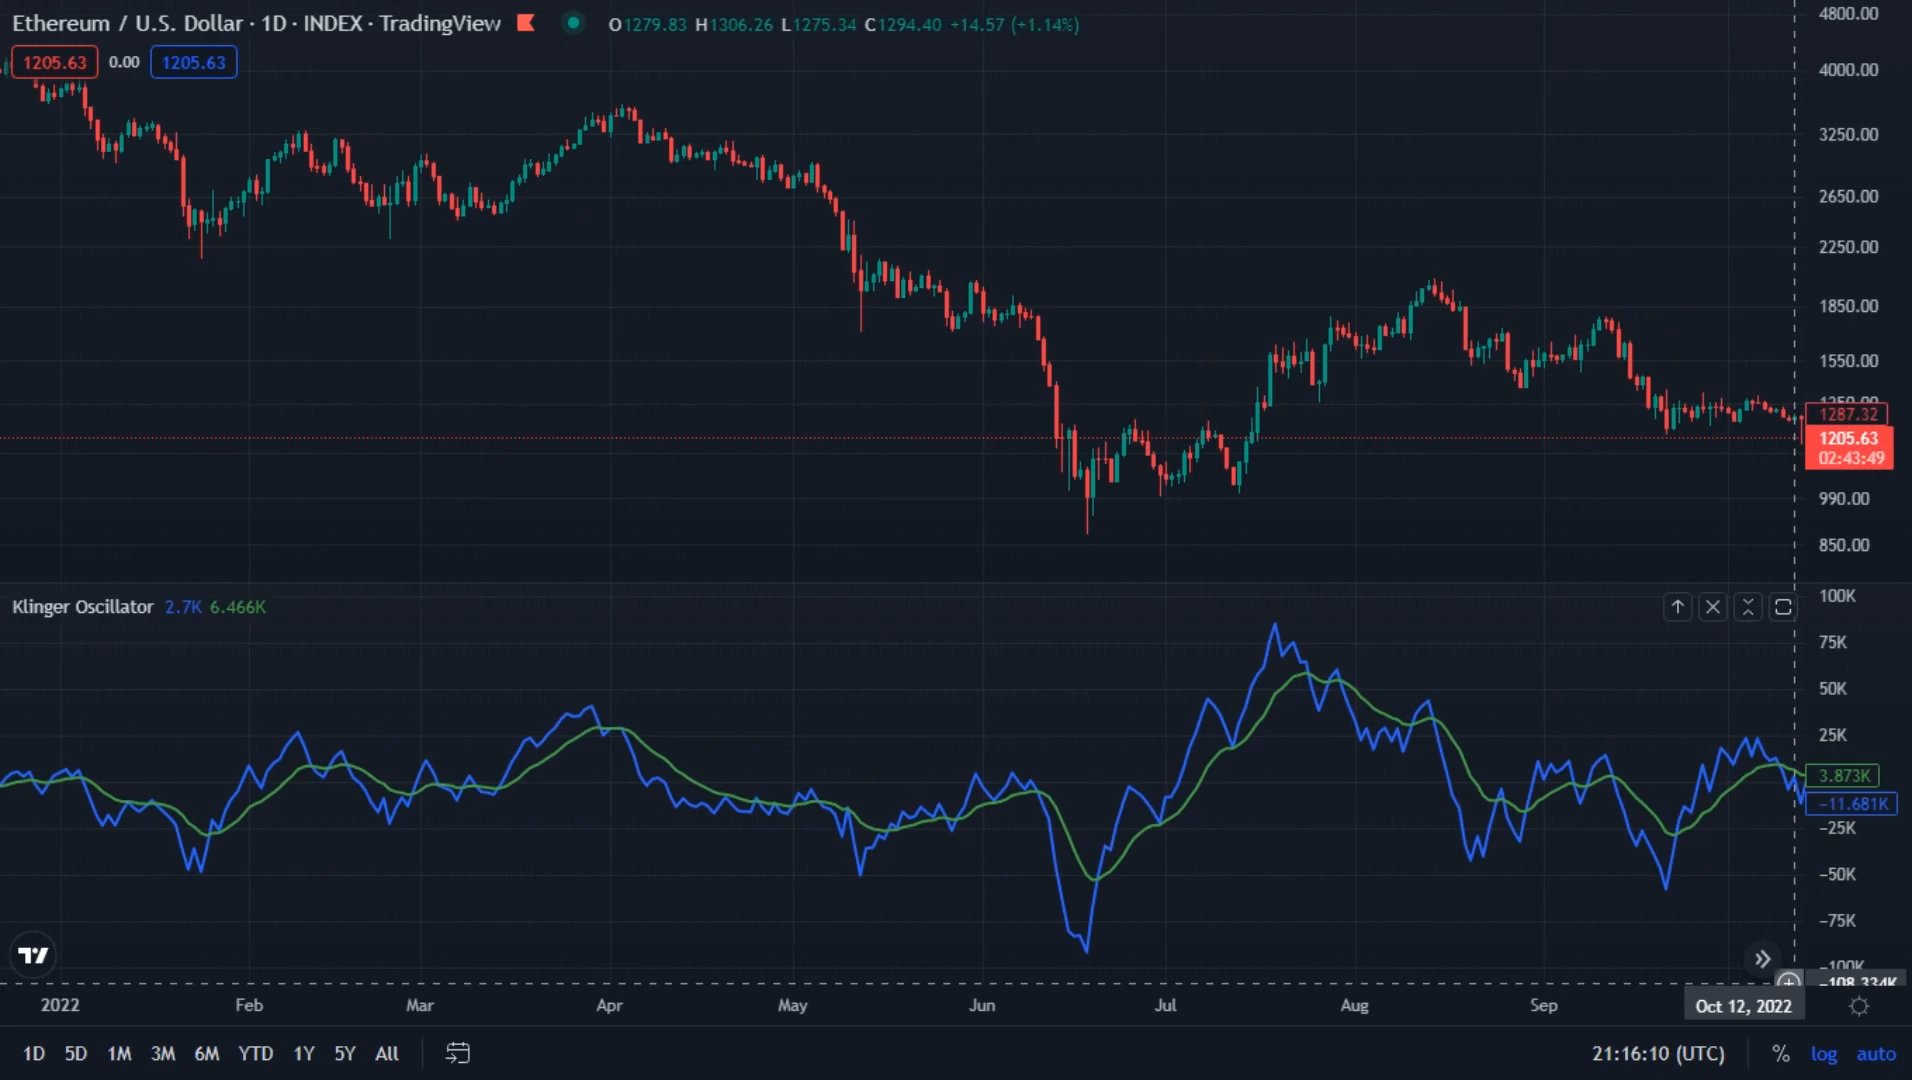 Ethereum / U.S. Dollar · 1D · INDEX · TradingView O1279.83 H1306.26 L1275.34 C1294.40 +14.57 (+1.14%)
1205.63 0.00 1205.63
4800.00
4000.00
3250.00
2650.00
2250.00
1850.00
1550.00
1287.32
1205.63
02:43:49
990.00
850.00
Klinger Oscillator 2.7K 6.466K
100K
75K
50K
25K
3.873K
−11.681K
−25K
−50K
−75K
−100K
−108.334K
2022 Feb Mar Apr May Jun Jul Aug Sep Oct 12, 2022
1D 5D 1M 3M 6M YTD 1Y 5Y All 21:16:10 (UTC) % log auto